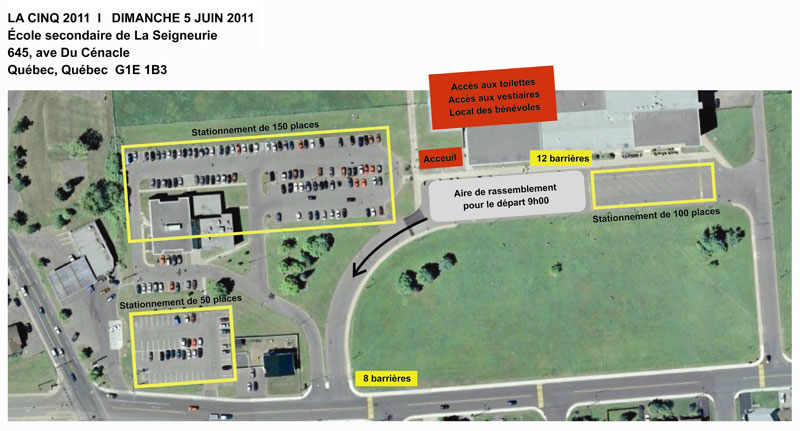 LA CINQ 2011 I DIMANCHE 5 JUIN 2011
École secondaire de La Seigneurie
645, ave Du Cénacle
Québec, Québec G1E 1B3
Accès aux toilettes
Accès aux vestiaires
Local des bénévoles
Stationnement de 150 places
Acceuil
12 barrières
Aire de rassemblement
pour le départ 9h00
Stationnement de 100 places
Stationnement de 50 places
8 barrières